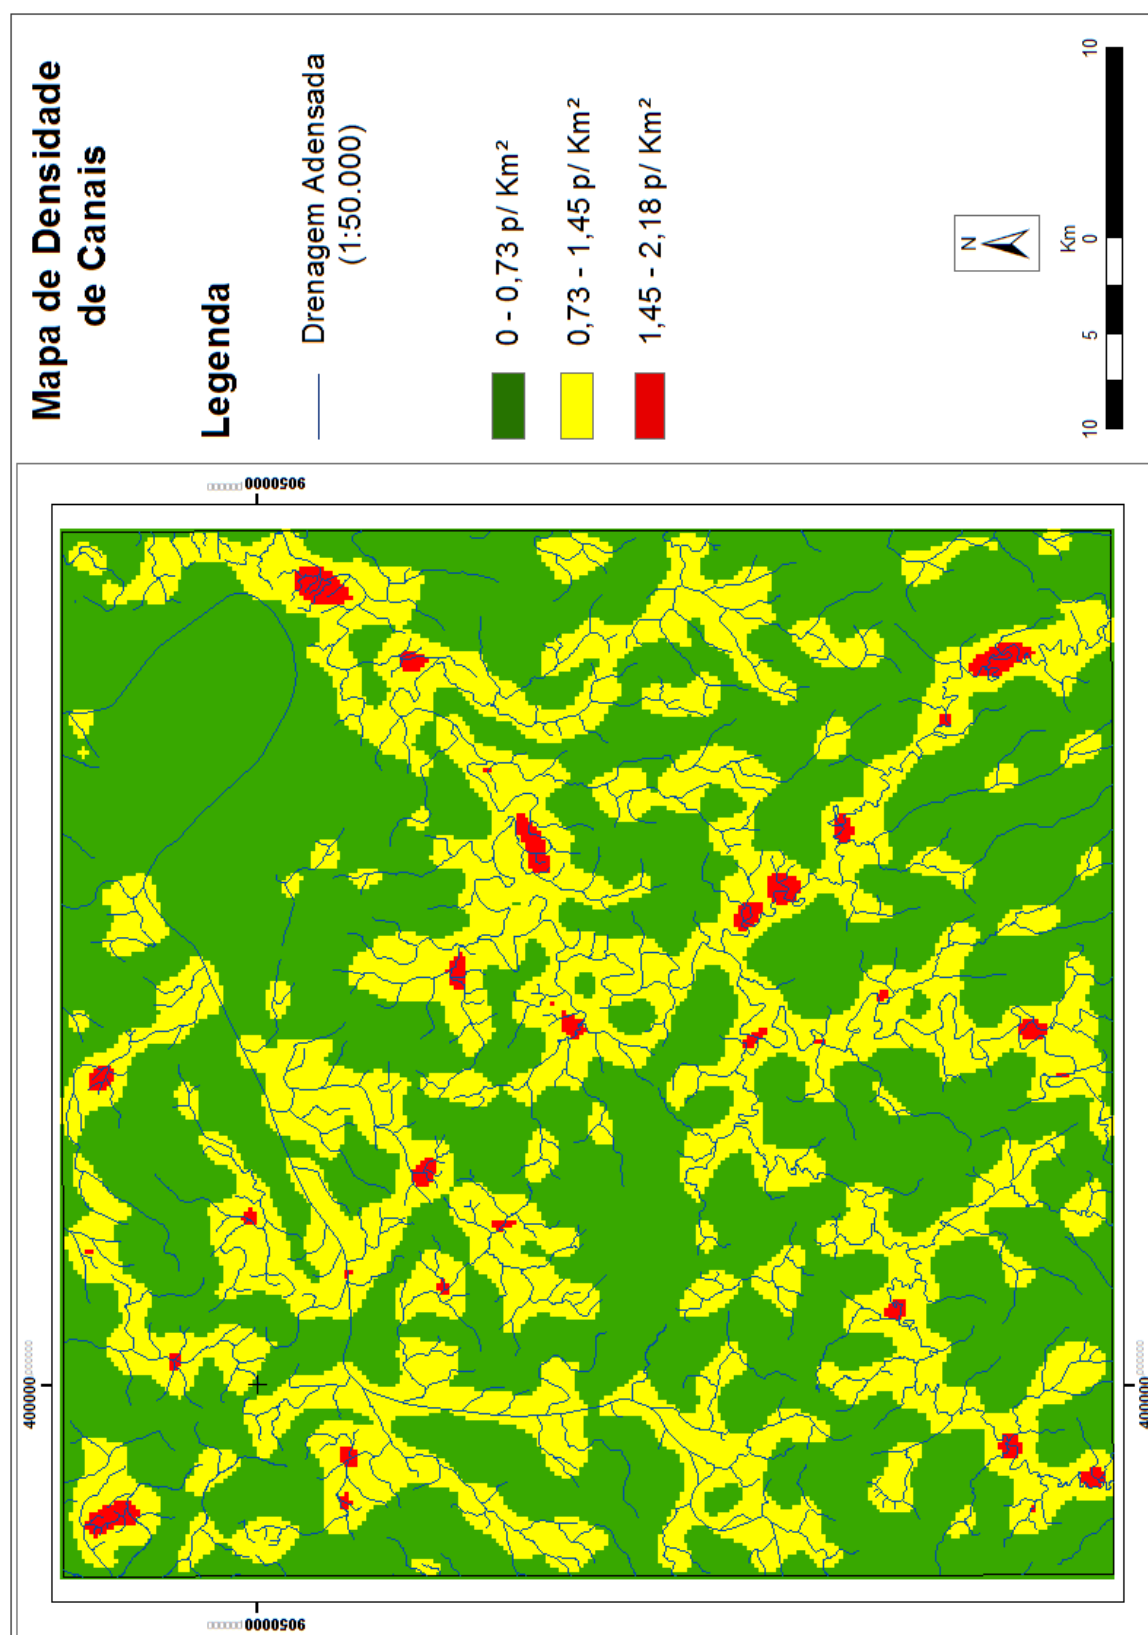 Mapa de Densidade
de Canais
Legenda
Drenagem Adensada
(1:50.000)
0 - 0,73 p/ Km²
0,73 - 1,45 p/ Km²
1,45 - 2,18 p/ Km²
N
10 5 0 10
Km
400000
400000
9050000
9050000